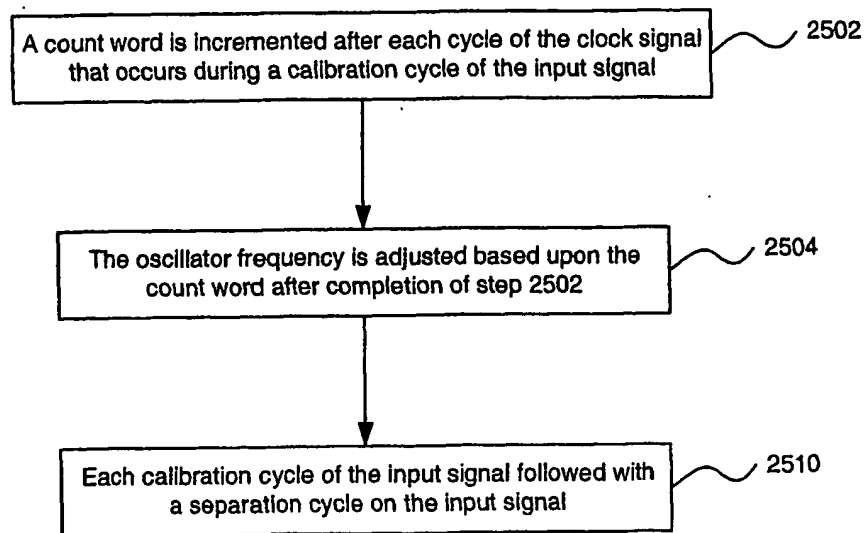 A count word is incremented after each cycle of the clock signal
that occurs during a calibration cycle of the input signal
2502
The oscillator frequency is adjusted based upon the
count word after completion of step 2502
2504
Each calibration cycle of the input signal followed with
a separation cycle on the input signal
2510